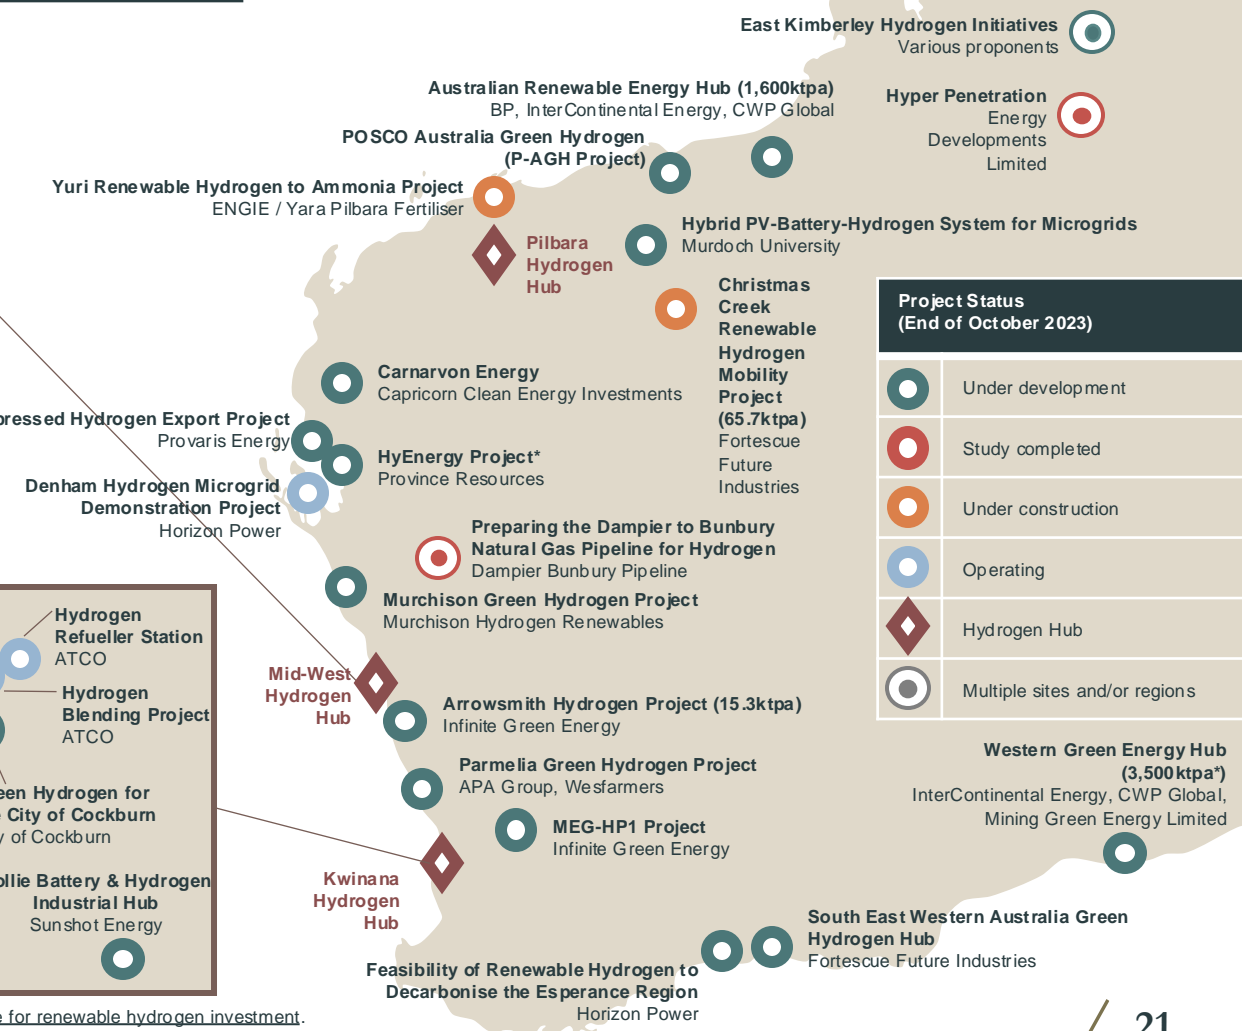 East Kimberley Hydrogen Initiatives
Various proponents
Australian Renewable Energy Hub (1,600ktpa)
BP, InterContinental Energy, CWP Global
Hyper Penetration
Energy
Developments
Limited
POSCO Australia Green Hydrogen
(P-AGH Project)
Yuri Renewable Hydrogen to Ammonia Project
ENGIE / Yara Pilbara Fertiliser
Hybrid PV-Battery-Hydrogen System for Microgrids
Murdoch University
Pilbara
Hydrogen
Hub
Christmas
Creek
Renewable
Hydrogen
Mobility
Project
(65.7ktpa)
Fortescue
Future
Industries
Project Status
(End of October 2023)
Under development
Study completed
Under construction
Operating
Hydrogen Hub
Multiple sites and/or regions
Carnarvon Energy
Capricorn Clean Energy Investments
pressed Hydrogen Export Project
Provaris Energy
HyEnergy Project*
Province Resources
Denham Hydrogen Microgrid
Demonstration Project
Horizon Power
Preparing the Dampier to Bunbury
Natural Gas Pipeline for Hydrogen
Dampier Bunbury Pipeline
Murchison Green Hydrogen Project
Murchison Hydrogen Renewables
Hydrogen
Refueller Station
ATCO
Hydrogen
Blending Project
ATCO
een Hydrogen for
e City of Cockburn
y of Cockburn
ollie Battery & Hydrogen
Industrial Hub
Sunshot Energy
Mid-West
Hydrogen
Hub
Arrowsmith Hydrogen Project (15.3ktpa)
Infinite Green Energy
Parmelia Green Hydrogen Project
APA Group, Wesfarmers
MEG-HP1 Project
Infinite Green Energy
Kwinana
Hydrogen
Hub
Western Green Energy Hub
(3,500ktpa*)
InterContinental Energy, CWP Global,
Mining Green Energy Limited
South East Western Australia Green
Hydrogen Hub
Fortescue Future Industries
Feasibility of Renewable Hydrogen to
Decarbonise the Esperance Region
Horizon Power
e for renewable hydrogen investment.
21